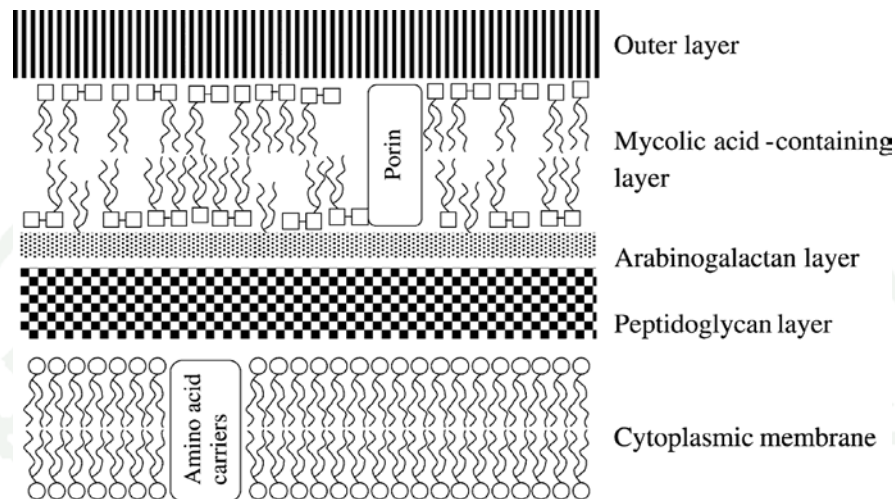 Outer layer
Mycolic acid -containing
layer
Porin
Arabinogalactan layer
Peptidoglycan layer
Amino acid
carriers
Cytoplasmic membrane